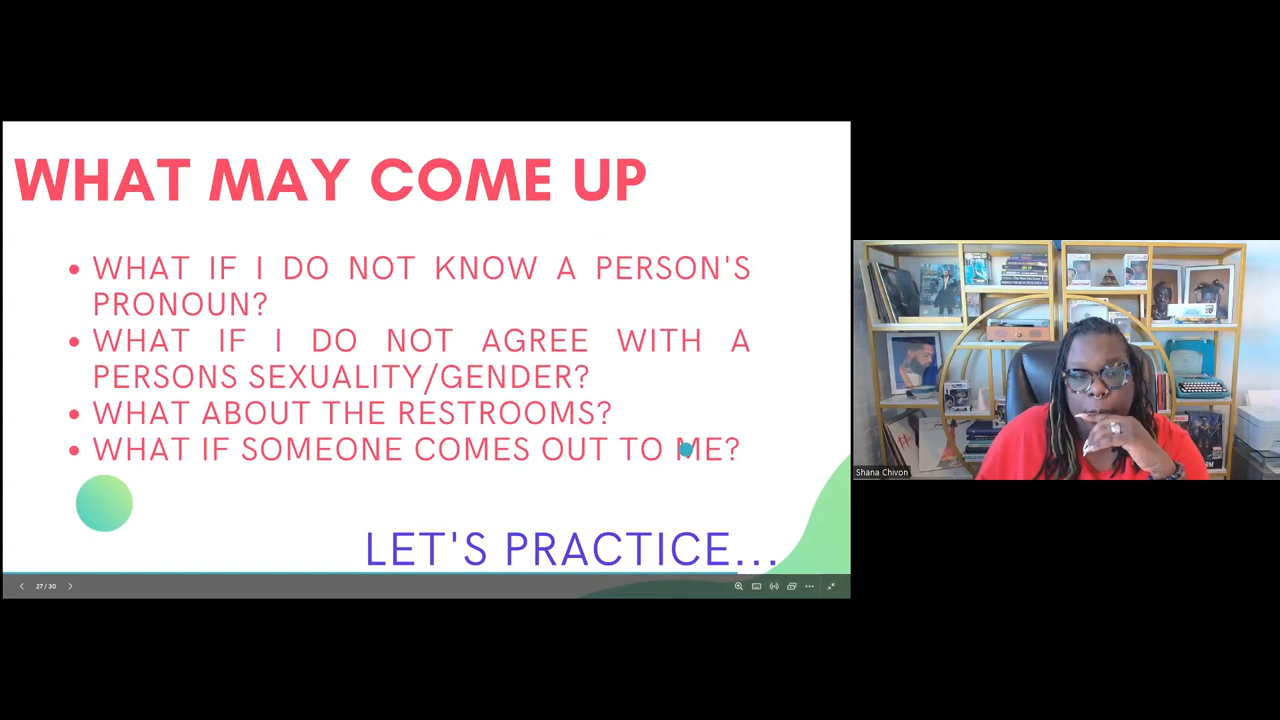 WHAT MAY COME UP
• WHAT IF I DO NOT KNOW A PERSON'S
PRONOUN?
• WHAT IF I DO NOT AGREE WITH A
PERSONS SEXUALITY/GENDER?
• WHAT ABOUT THE RESTROOMS?
• WHAT IF SOMEONE COMES OUT TO ME?
LET'S PRACTICE...
27 / 30
Shana Chivon